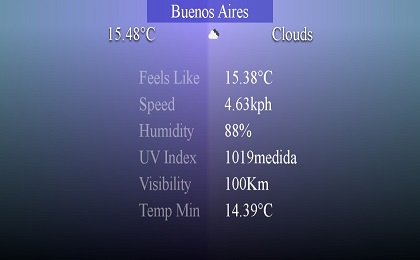 Buenos Aires
15.48°C Clouds
Feels Like 15.38°C
Speed 4.63kph
Humidity 88%
UV Index 1019medida
Visibility 100Km
Temp Min 14.39°C